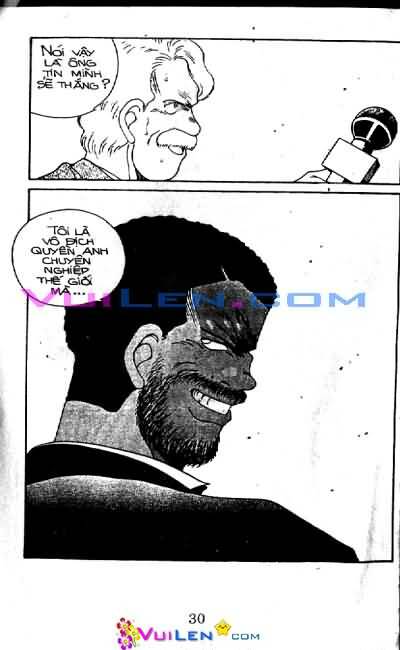 NÓI VẬY
LÀ ÔNG
TIN MÌNH
SẼ THẮNG?
TÔI LÀ
VÔ ĐỊCH
QUYỀN ANH
CHUYÊN
NGHIỆP
THẾ GIỚI
MÀ...
VUILEN.COM
30
VUILEN.COM